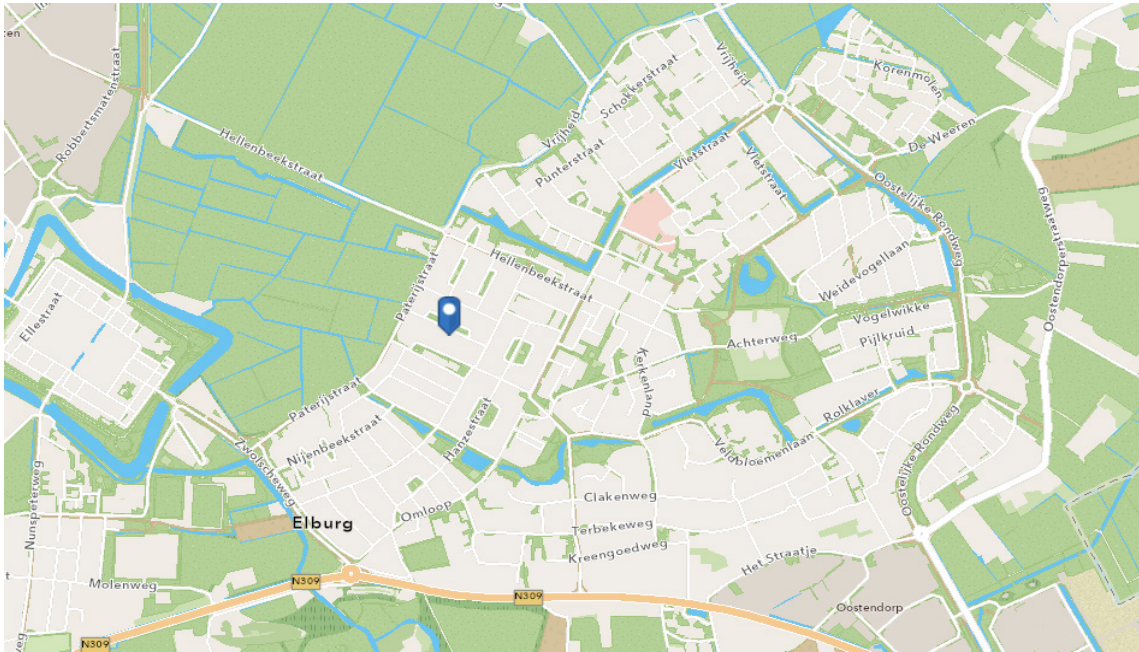 Korenmolen
Vrijheid
Schokkerstraat
Robbertsmatenstraat
Vrijheid
Hellenbeekstraat
Vletstraat
De Weeren
Punterstraat
Vletstraat
Oostelijke Rondweg
Oostendorperstraatweg
Paterijstraat
Hellenbeekstraat
Weidevogellaan
Ellestraat
Vogelwikke
Achterweg
Pijlkruid
Kerkenland
Paterijstraat
Rolklaver
Hanzestraat
Nijenbeekstraat
Veldbloemenlaan
Zwolscheweg
Oostelijke Rondweg
Nunspeterweg
Clakenweg
Omloop
Elburg
Terbekeweg
Kreengoedweg
Het Straatje
N309
Molenweg
N309
Oostendorp
N309